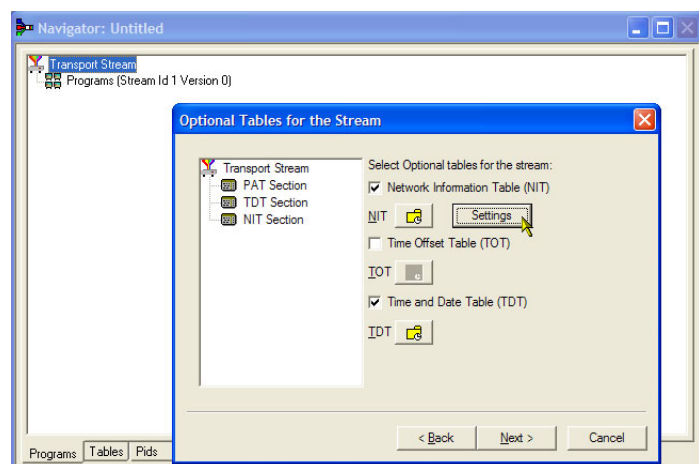 Navigator: Untitled
Transport Stream
Programs (Stream Id 1 Version 0)
Optional Tables for the Stream
Transport Stream
PAT Section
TDT Section
NIT Section
Select Optional tables for the stream:
Network Information Table (NIT)
NIT
Settings
Time Offset Table (TOT)
TOT
Time and Date Table (TDT)
TDT
< Back
Next >
Cancel
Programs
Tables
Pids